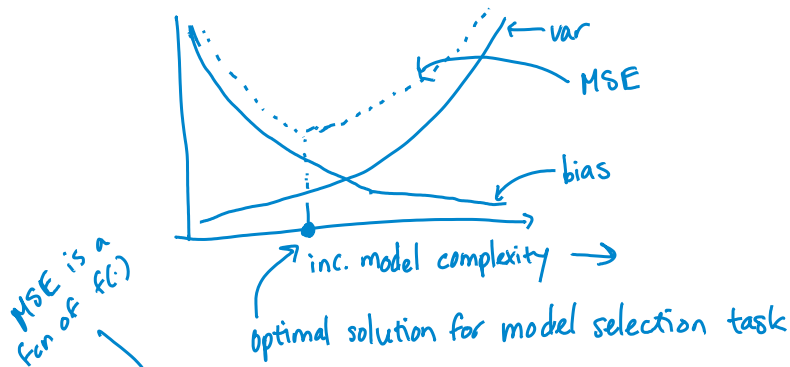 var
MSE
bias
inc. model complexity
optimal solution for model selection task
MSE is a
fcn of f(·)